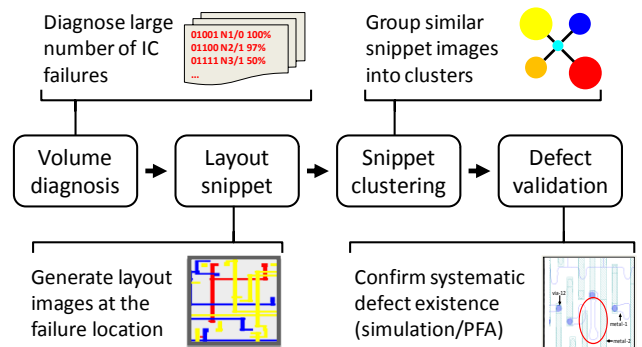 Diagnose large
number of IC
failures
01001 N1/0 100%
01100 N2/1 97%
01111 N3/1 50%
...
Group similar
snippet images
into clusters
Volume
diagnosis
Layout
snippet
Snippet
clustering
Defect
validation
Generate layout
images at the
failure location
Confirm systematic
defect existence
(simulation/PFA)
via-12
metal-1
metal-2